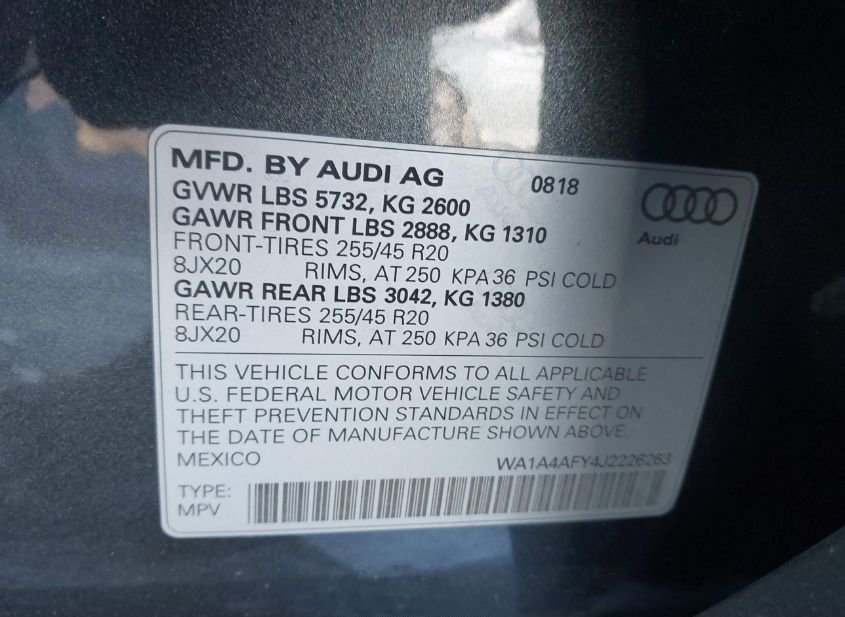 MFD. BY AUDI AG 0818
GVWR LBS 5732, KG 2600
GAWR FRONT LBS 2888, KG 1310
FRONT-TIRES 255/45 R20
8JX20 RIMS, AT 250 KPA 36 PSI COLD
GAWR REAR LBS 3042, KG 1380
REAR-TIRES 255/45 R20
8JX20 RIMS, AT 250 KPA 36 PSI COLD
Audi
THIS VEHICLE CONFORMS TO ALL APPLICABLE
U.S. FEDERAL MOTOR VEHICLE SAFETY AND
THEFT PREVENTION STANDARDS IN EFFECT ON
THE DATE OF MANUFACTURE SHOWN ABOVE.
MEXICO WA1A4AFY4J2226263
TYPE:
MPV